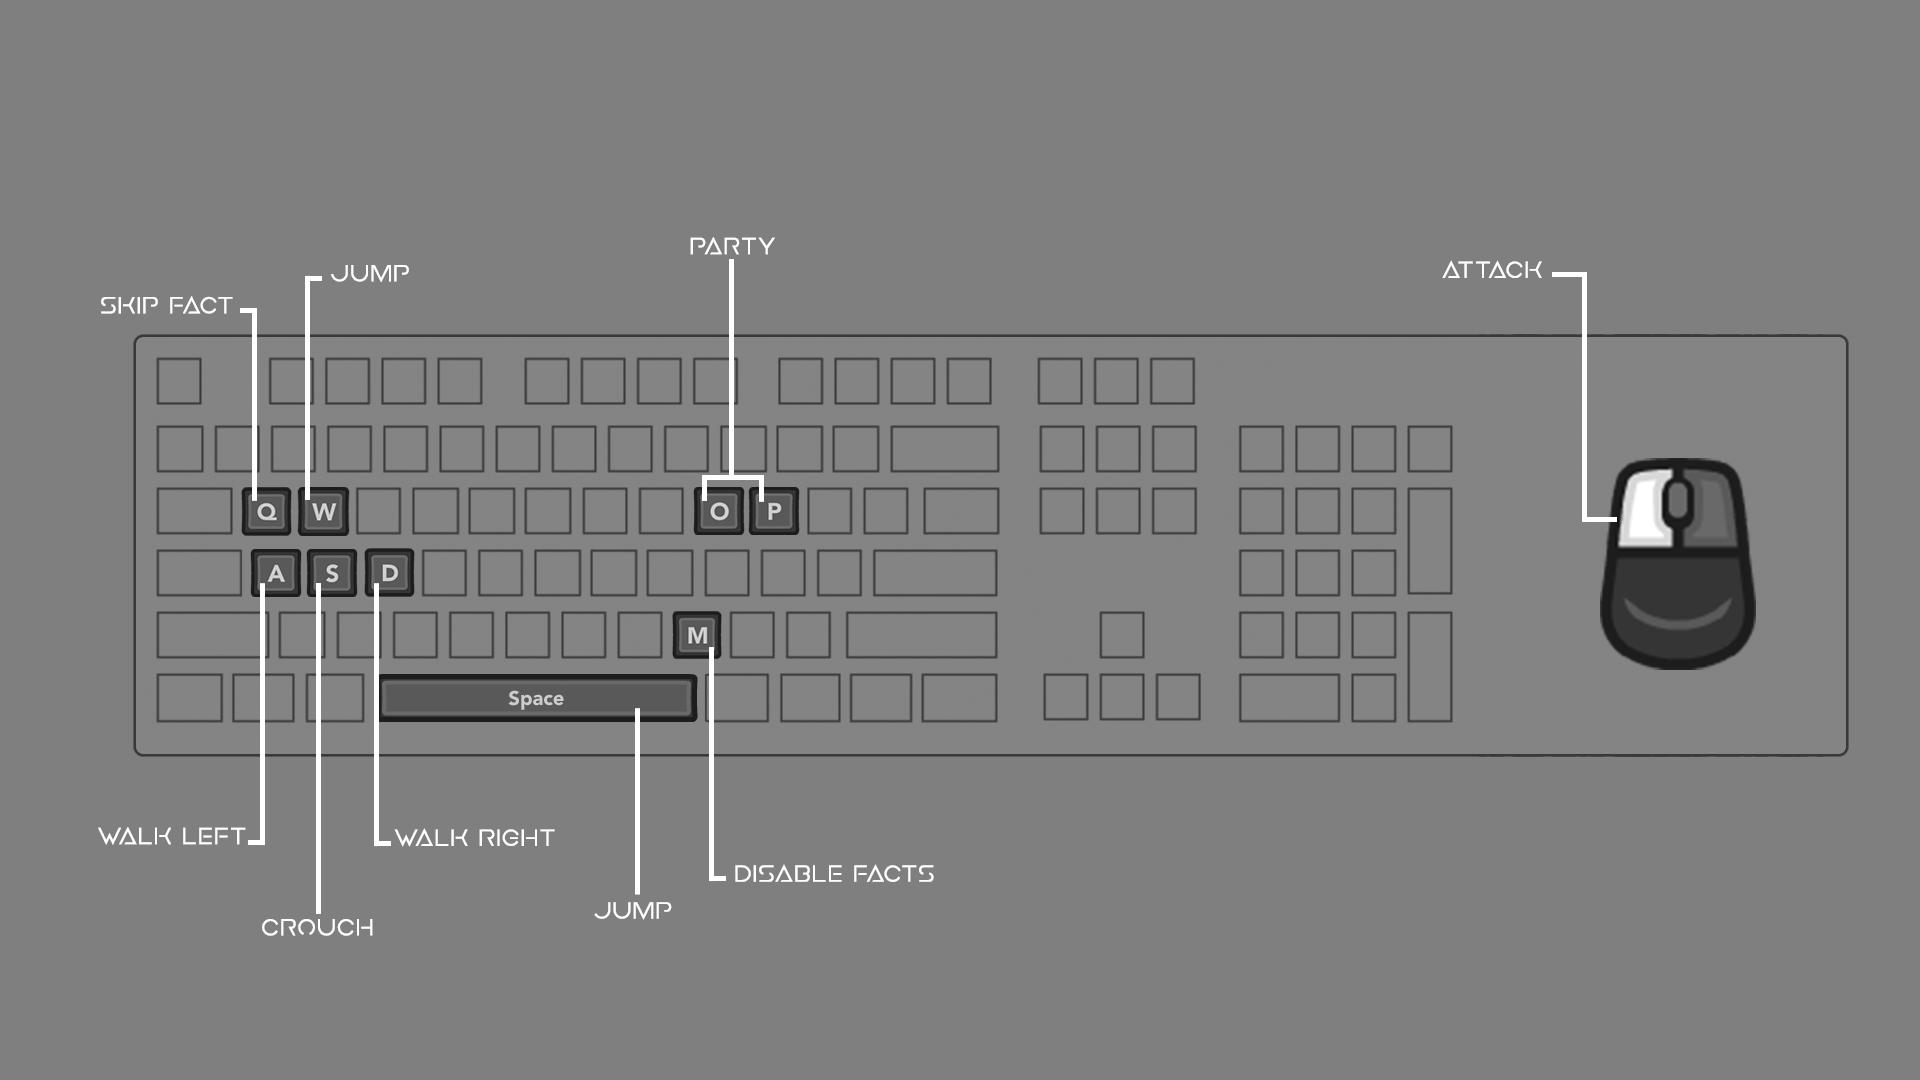 PARTY
JUMP
ATTACK
SKIP FACT
Q
W
O
P
A
S
D
M
Space
WALK LEFT
WALK RIGHT
DISABLE FACTS
JUMP
CROUCH